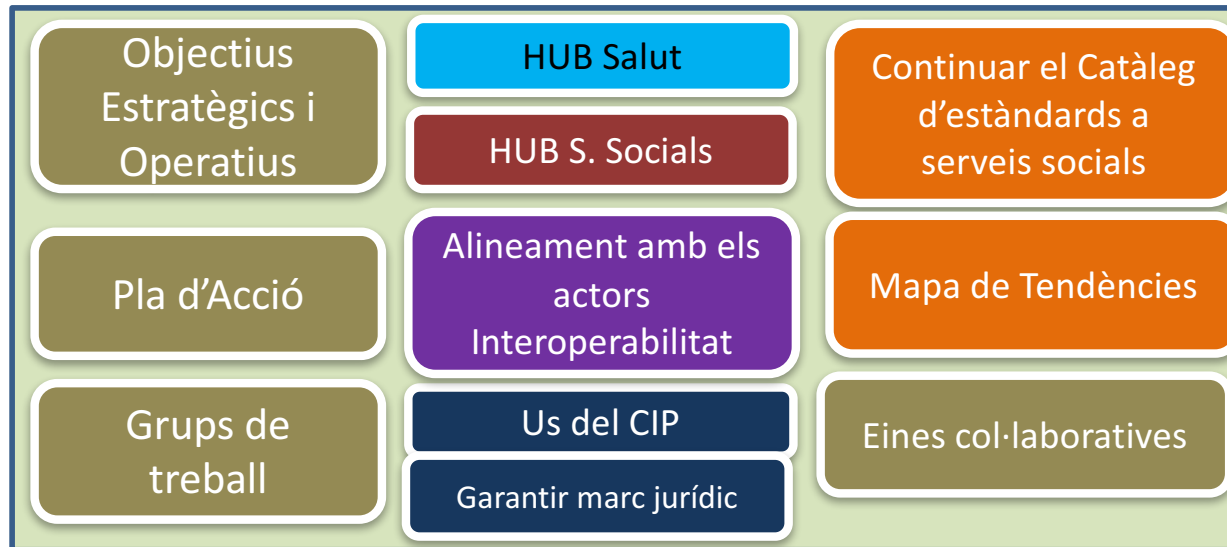 Objectius
Estratègics i
Operatius
Pla d’Acció
Grups de
treball
HUB Salut
HUB S. Socials
Alineament amb els
actors
Interoperabilitat
Us del CIP
Garantir marc jurídic
Continuar el Catàleg
d’estàndards a
serveis socials
Mapa de Tendències
Eines col·laboratives